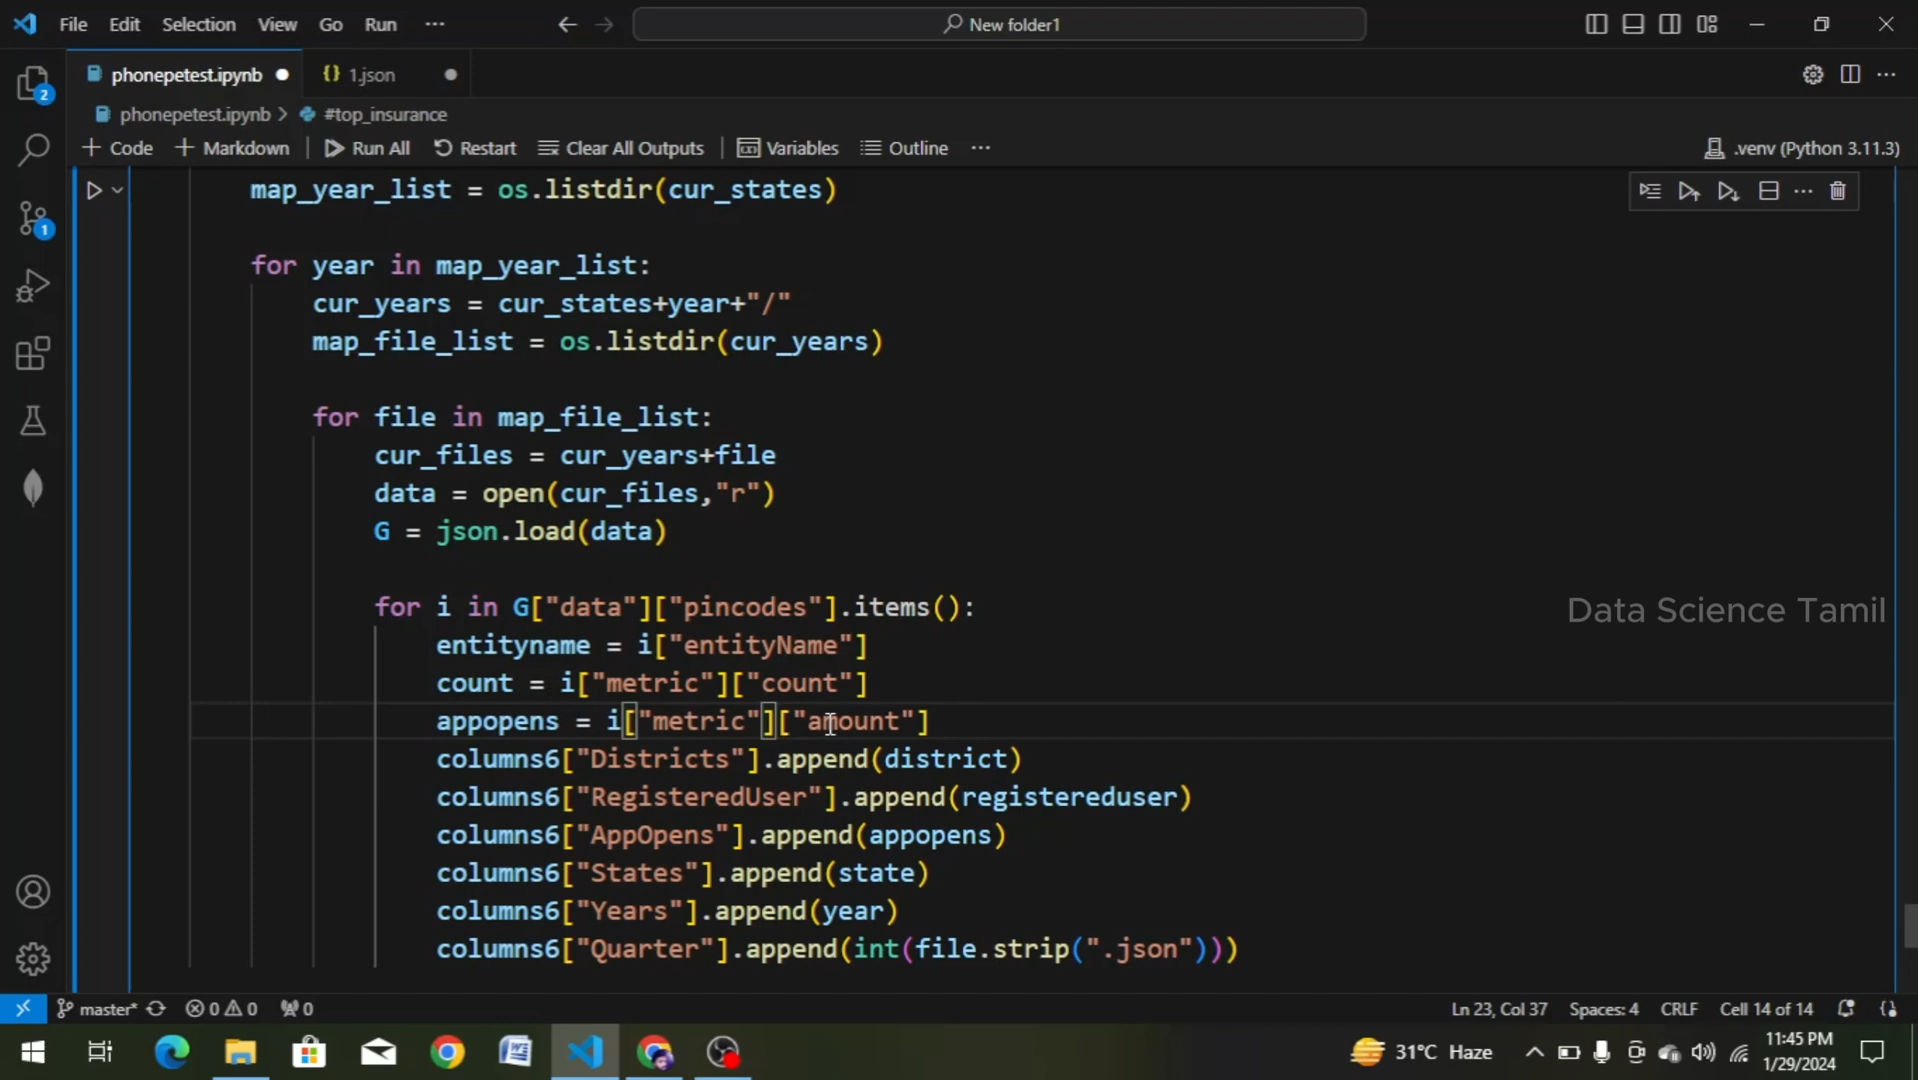 File Edit Selection View Go Run ··· New folder1
phonepetest.ipynb 1.json
phonepetest.ipynb > #top_insurance
+ Code + Markdown Run All Restart Clear All Outputs Variables Outline ··· .venv (Python 3.11.3)
map_year_list = os.listdir(cur_states)
for year in map_year_list:
cur_years = cur_states+year+"/"
map_file_list = os.listdir(cur_years)
for file in map_file_list:
cur_files = cur_years+file
data = open(cur_files,"r")
G = json.load(data)
for i in G["data"]["pincodes"].items():
entityname = i["entityName"]
count = i["metric"]["count"]
appopens = i["metric"]["amount"]
columns6["Districts"].append(district)
columns6["RegisteredUser"].append(registereduser)
columns6["AppOpens"].append(appopens)
columns6["States"].append(state)
columns6["Years"].append(year)
columns6["Quarter"].append(int(file.strip(".json")))
Data Science Tamil
2
1
master* 0 0 0 Ln 23, Col 37 Spaces: 4 CRLF Cell 14 of 14
31°C Haze 11:45 PM
1/29/2024